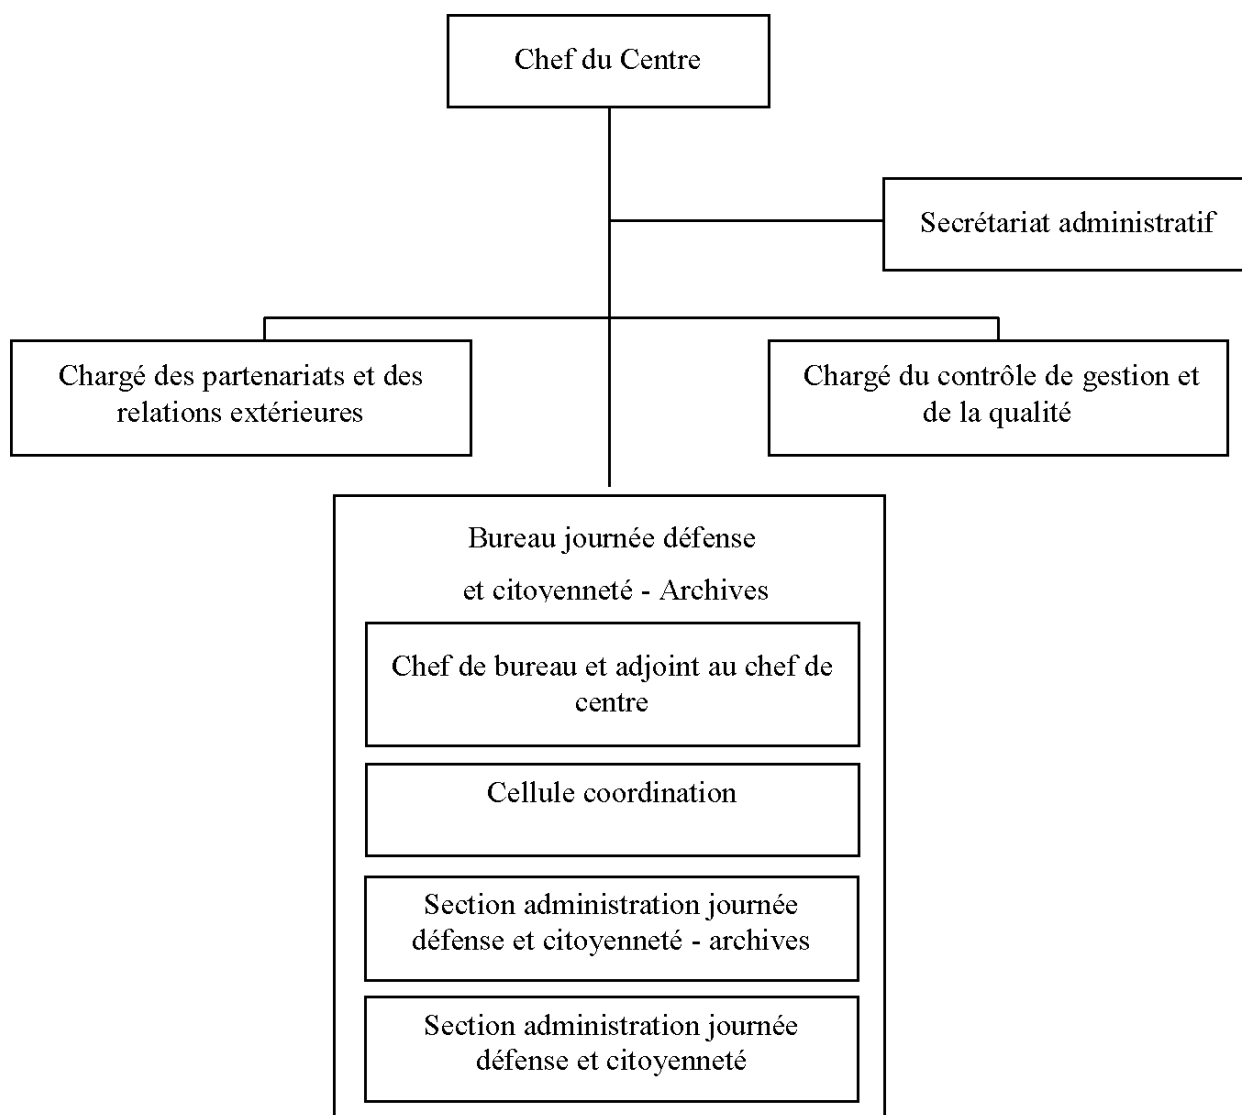 Chef du Centre
Secrétariat administratif
Chargé des partenariats et des
relations extérieures
Chargé du contrôle de gestion et
de la qualité
Bureau journée défense
et citoyenneté - Archives
Chef de bureau et adjoint au chef de
centre
Cellule coordination
Section administration journée
défense et citoyenneté - archives
Section administration journée
défense et citoyenneté